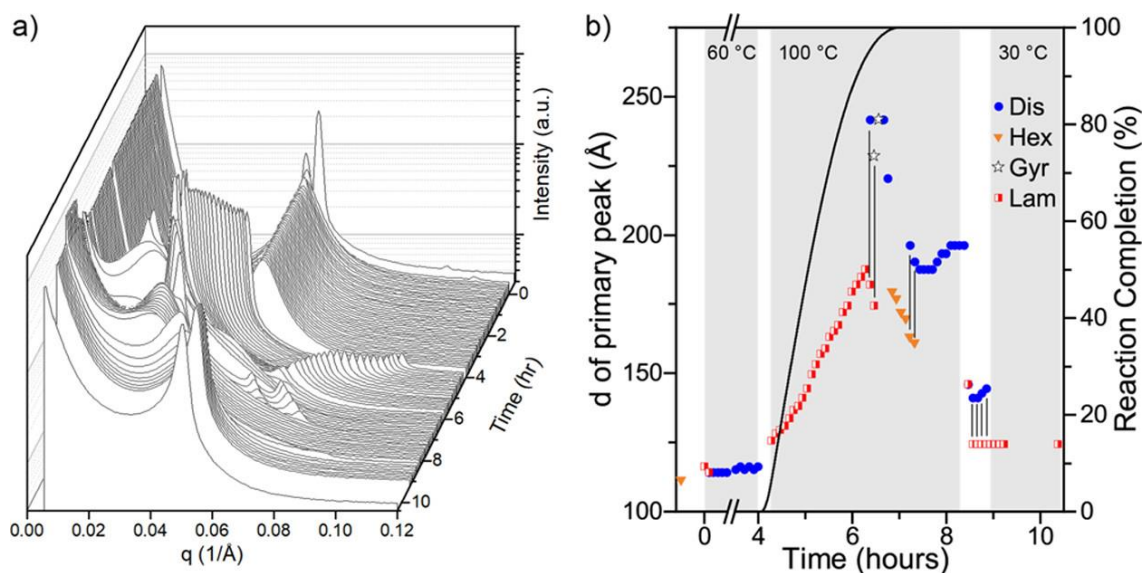 a)
Intensity (a.u.)
0
2
4
6
8
10
Time (hr)
0.00 0.02 0.04 0.06 0.08 0.10 0.12
q (1/Å)
b)
60 °C 100 °C 30 °C
Dis
Hex
Gyr
Lam
250
200
150
100
d of primary peak (Å)
100
80
60
40
20
0
Reaction Completion (%)
0 4 6 8 10
Time (hours)